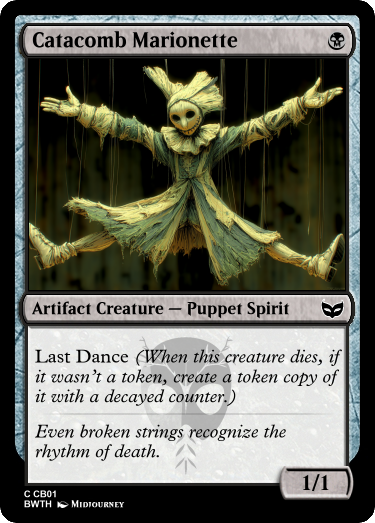 Catacomb Marionette
Artifact Creature — Puppet Spirit
Last Dance (When this creature dies, if
it wasn't a token, create a token copy of
it with a decayed counter.)
Even broken strings recognize the
rhythm of death.
1/1
C CB01
BWTH Midjourney